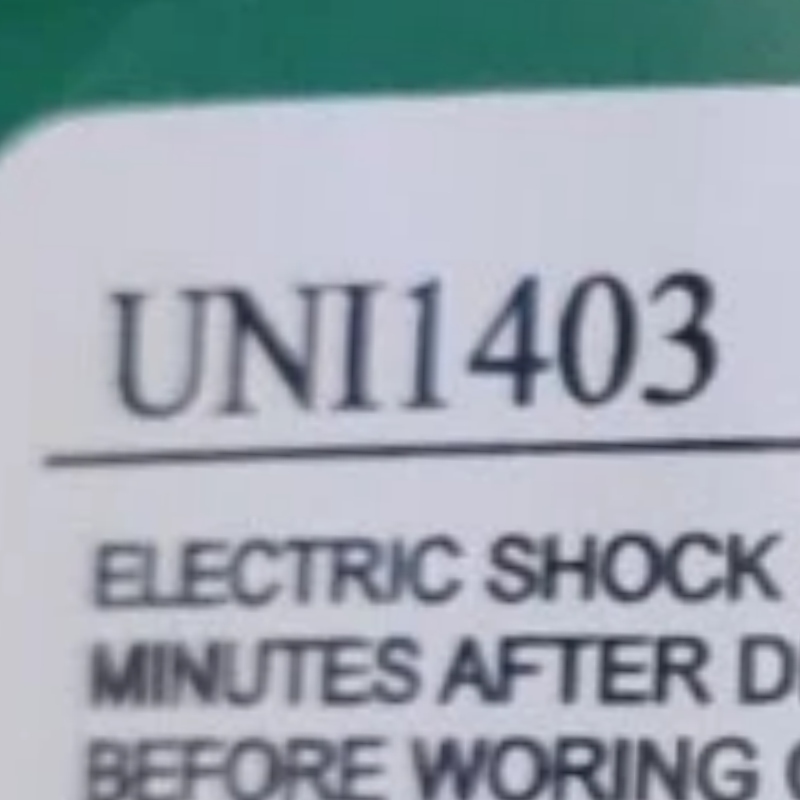 UNI1403
ELECTRIC SHOCK
MINUTES AFTER
BEFORE WORING